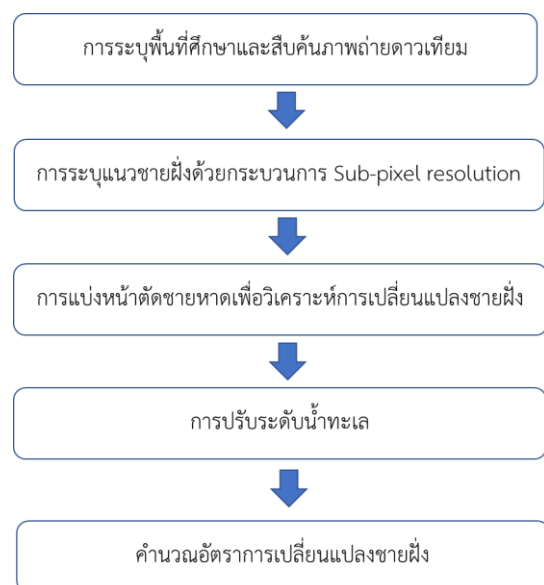 การระบุพื้นที่ศึกษาและสืบค้นภาพถ่ายดาวเทียม
การระบุแนวชายฝั่งด้วยกระบวนการ Sub-pixel resolution
การแบ่งหน้าตัดชายหาดเพื่อวิเคราะห์การเปลี่ยนแปลงชายฝั่ง
การปรับระดับน้ำทะเล
คำนวณอัตราการเปลี่ยนแปลงชายฝั่ง